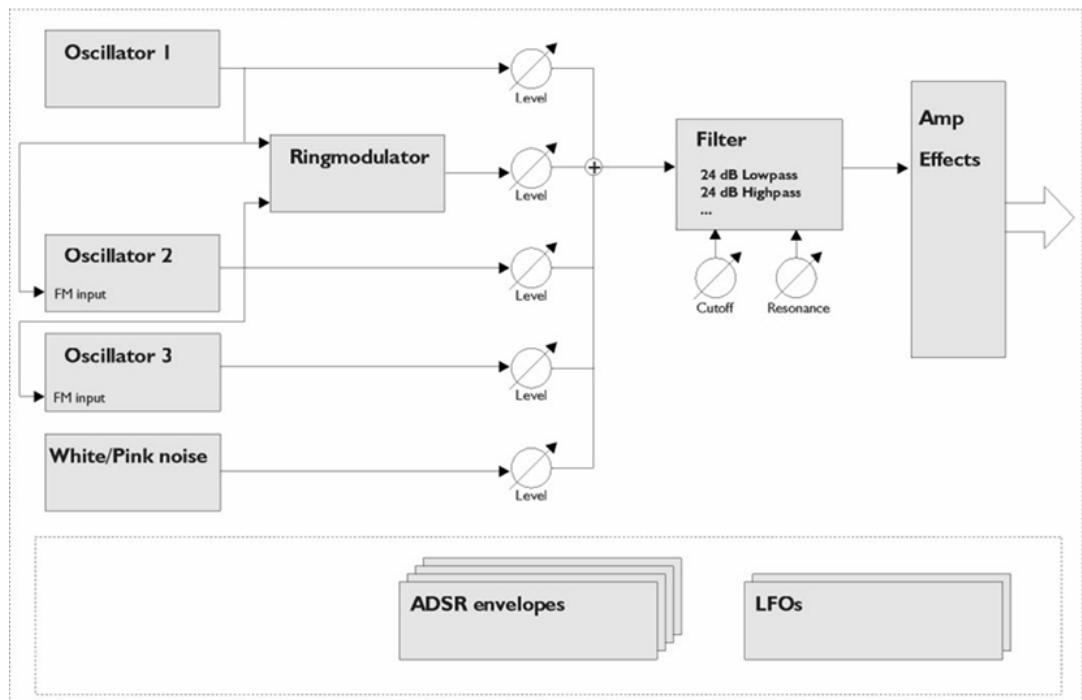 Oscillator 1
Level
Ringmodulator
Level
Oscillator 2
FM input
Level
Oscillator 3
FM input
Level
White/Pink noise
Level
Filter
24 dB Lowpass
24 dB Highpass
...
Cutoff
Resonance
Amp
Effects
ADSR envelopes
LFOs